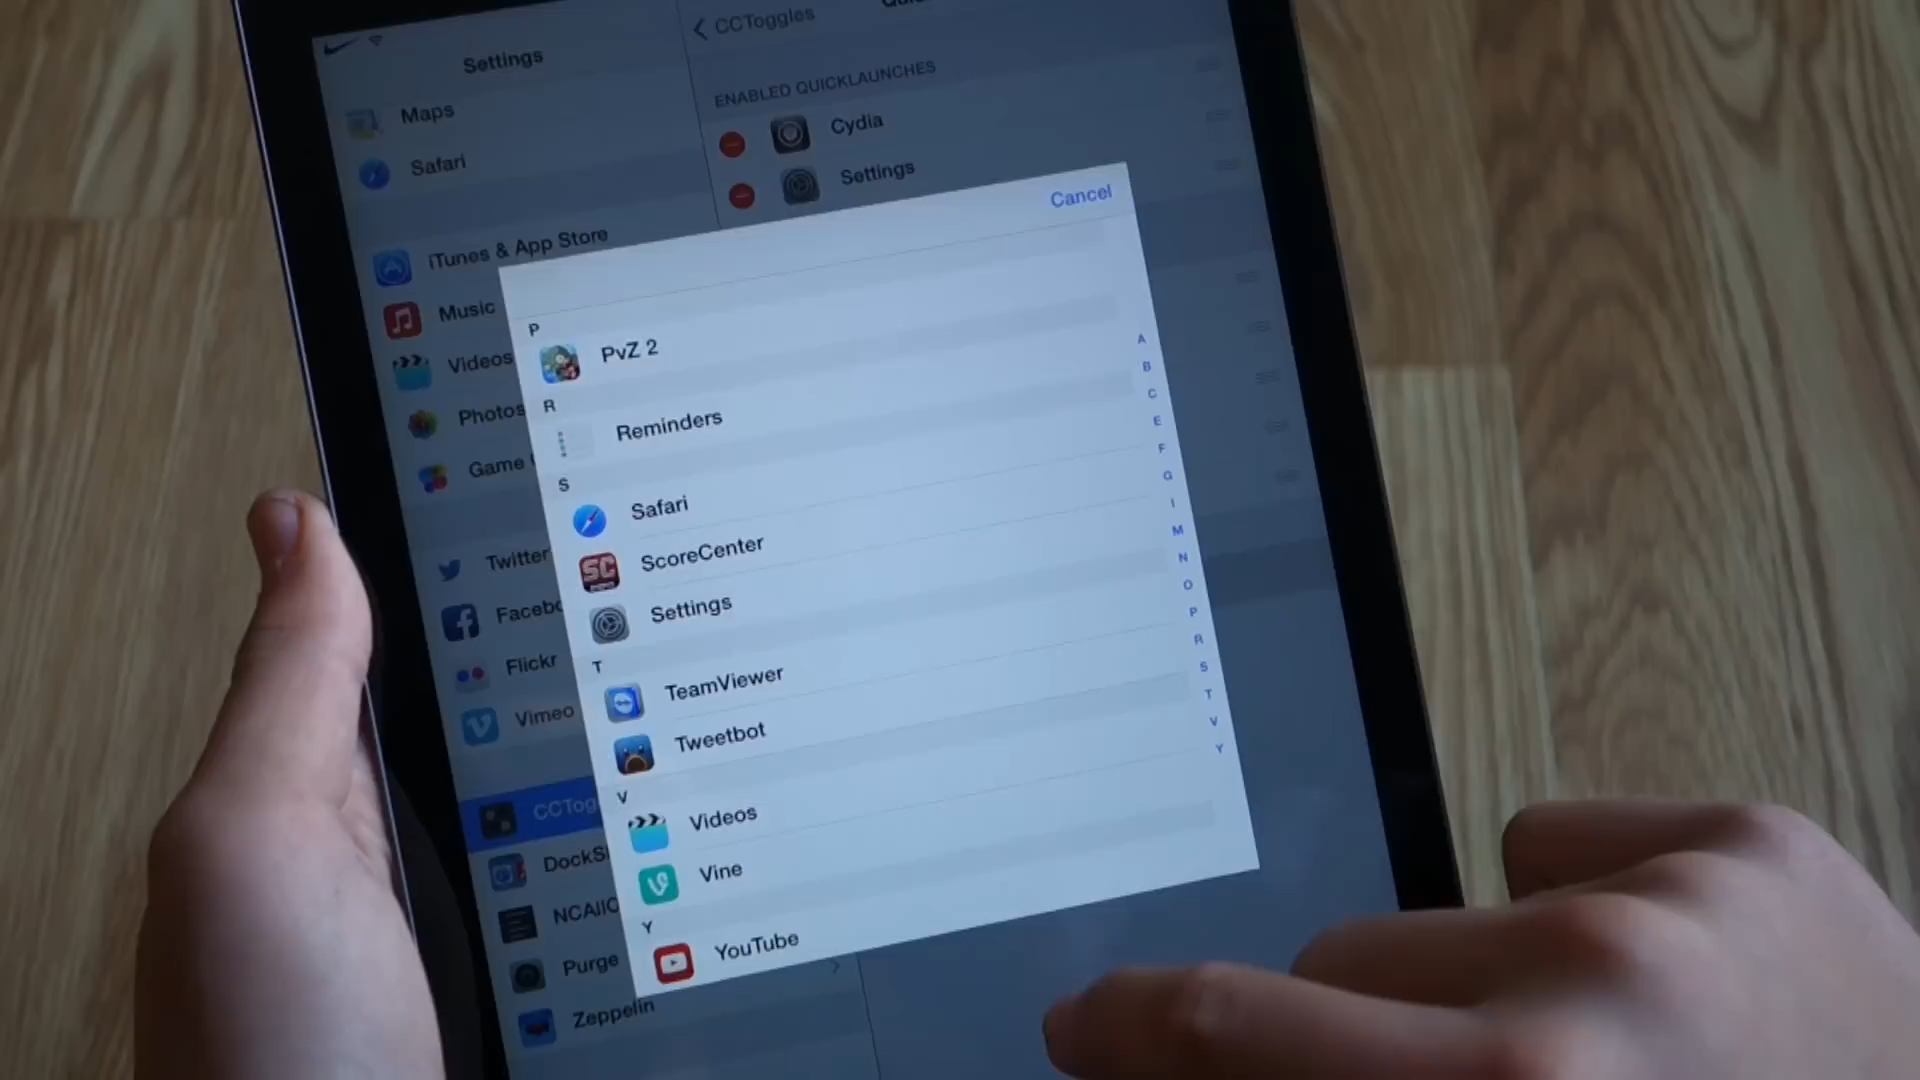 Settings
Maps
Safari
iTunes & App Store
Music
Videos
Photos
Game
Twitter
Flickr
Vimeo
Purge
Zeppelin
CCToggles
ENABLED QUICKLAUNCHES
Cydia
Settings
Cancel
P
PvZ 2
R
Reminders
S
Safari
SC
ScoreCenter
Settings
T
TeamViewer
Tweetbot
V
Videos
Vine
Y
YouTube
A
B
C
E
F
G
I
M
N
O
P
R
S
T
V
Y